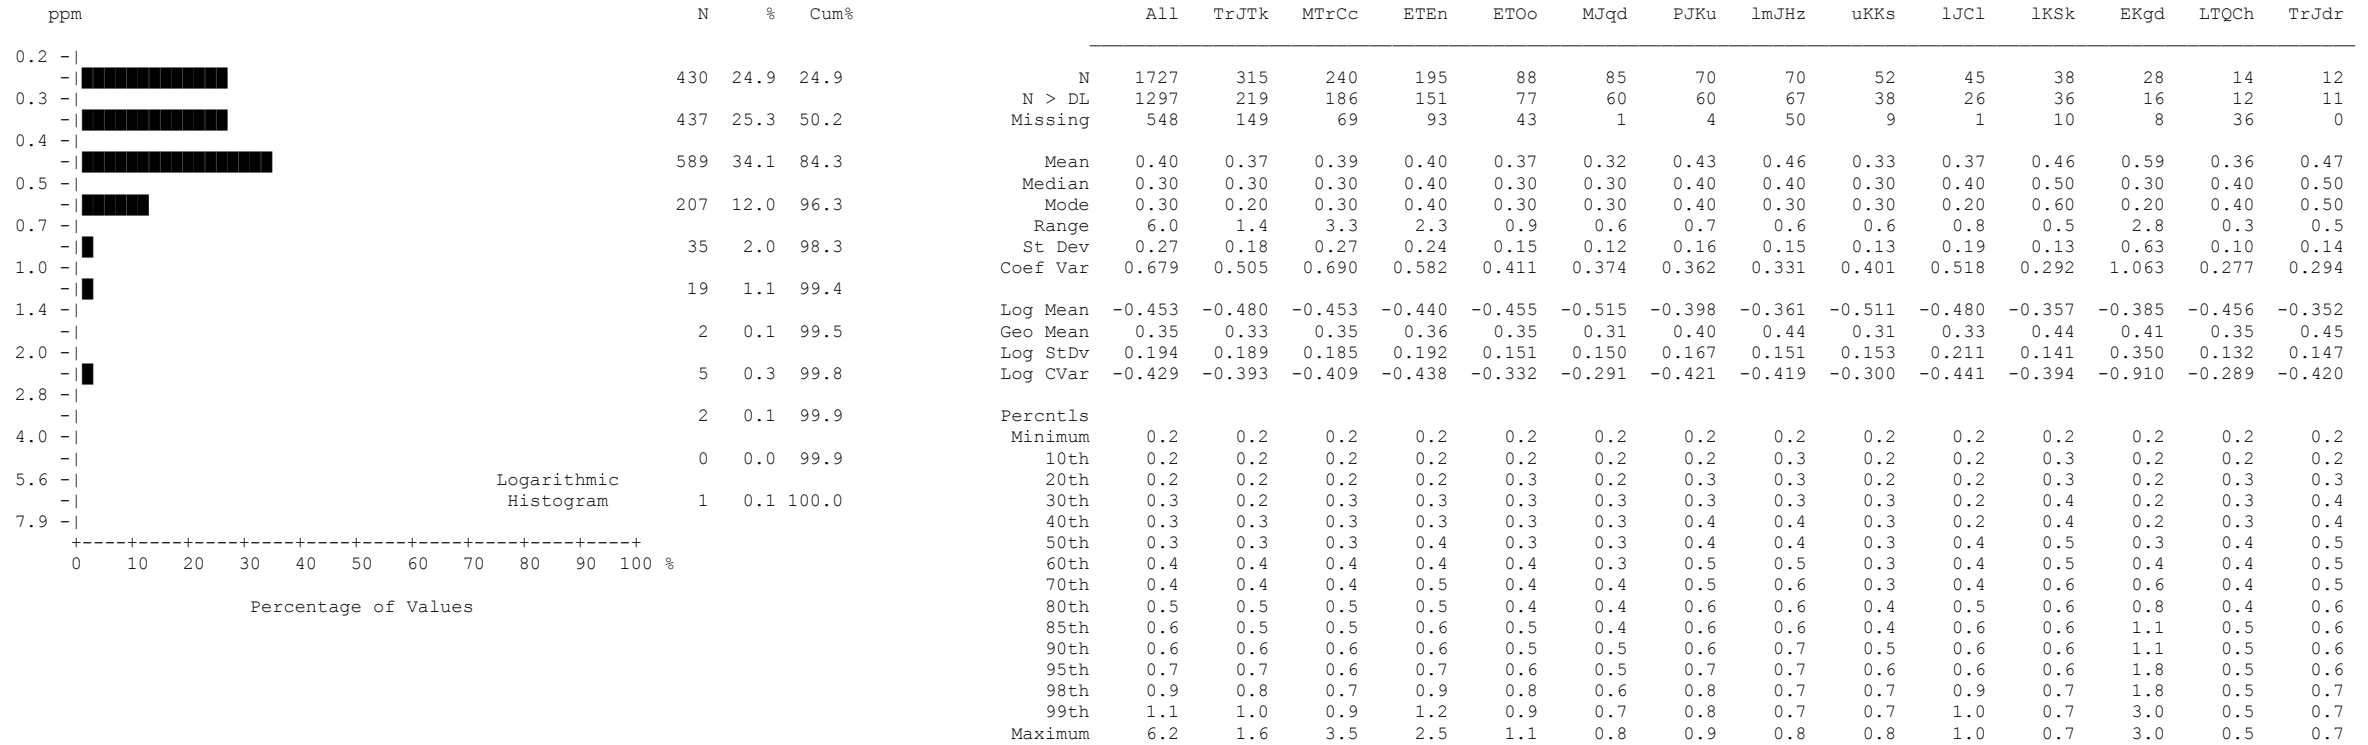 ppm N % Cum% All TrJTk MTrCc ETEn ETOo MJqd PJKu lmJHz uKKs lJCl lKSk EKgd LTQCh TrJdr
0.2 -|
-| 430 24.9 24.9 N 1727 315 240 195 88 85 70 70 52 45 38 28 14 12
0.3 -| N > DL 1297 219 186 151 77 60 60 67 38 26 36 16 12 11
-| 437 25.3 50.2 Missing 548 149 69 93 43 1 4 50 9 1 10 8 36 0
0.4 -|
-| 589 34.1 84.3 Mean 0.40 0.37 0.39 0.40 0.37 0.32 0.43 0.46 0.33 0.37 0.46 0.59 0.36 0.47
0.5 -| Median 0.30 0.30 0.30 0.40 0.30 0.30 0.40 0.40 0.30 0.40 0.50 0.30 0.40 0.50
-| 207 12.0 96.3 Mode 0.30 0.20 0.30 0.40 0.30 0.30 0.40 0.30 0.30 0.20 0.60 0.20 0.40 0.50
0.7 -| Range 6.0 1.4 3.3 2.3 0.9 0.6 0.7 0.6 0.6 0.8 0.5 2.8 0.3 0.5
-| 35 2.0 98.3 St Dev 0.27 0.18 0.27 0.24 0.15 0.12 0.16 0.15 0.13 0.19 0.13 0.63 0.10 0.14
1.0 -| Coef Var 0.679 0.505 0.690 0.582 0.411 0.374 0.362 0.331 0.401 0.518 0.292 1.063 0.277 0.294
-| 19 1.1 99.4
1.4 -| Log Mean -0.453 -0.480 -0.453 -0.440 -0.455 -0.515 -0.398 -0.361 -0.511 -0.480 -0.357 -0.385 -0.456 -0.352
-| 2 0.1 99.5 Geo Mean 0.35 0.33 0.35 0.36 0.35 0.31 0.40 0.44 0.31 0.33 0.44 0.41 0.35 0.45
2.0 -| Log StDv 0.194 0.189 0.185 0.192 0.151 0.150 0.167 0.151 0.153 0.211 0.141 0.350 0.132 0.147
-| 5 0.3 99.8 Log CVar -0.429 -0.393 -0.409 -0.438 -0.332 -0.291 -0.421 -0.419 -0.300 -0.441 -0.394 -0.910 -0.289 -0.420
2.8 -|
-| 2 0.1 99.9 Percntls
4.0 -| Minimum 0.2 0.2 0.2 0.2 0.2 0.2 0.2 0.2 0.2 0.2 0.2 0.2 0.2 0.2
-| 0 0.0 99.9 10th 0.2 0.2 0.2 0.2 0.2 0.2 0.2 0.3 0.2 0.2 0.3 0.2 0.2 0.2
5.6 -| Logarithmic 20th 0.2 0.2 0.2 0.2 0.3 0.2 0.3 0.3 0.2 0.2 0.3 0.2 0.3 0.3
-| Histogram 1 0.1 100.0 30th 0.3 0.2 0.3 0.3 0.3 0.3 0.3 0.3 0.2 0.2 0.4 0.2 0.3 0.4
7.9 -| 40th 0.3 0.3 0.3 0.3 0.3 0.3 0.4 0.4 0.3 0.2 0.4 0.2 0.3 0.4
+----+----+----+----+----+----+----+----+----+----+ 50th 0.3 0.3 0.3 0.4 0.3 0.3 0.4 0.4 0.3 0.4 0.5 0.3 0.4 0.5
0 10 20 30 40 50 60 70 80 90 100 % 60th 0.4 0.4 0.4 0.4 0.4 0.3 0.5 0.5 0.3 0.4 0.5 0.4 0.4 0.5
70th 0.4 0.4 0.4 0.5 0.4 0.4 0.5 0.6 0.3 0.4 0.6 0.6 0.4 0.5
Percentage of Values 80th 0.5 0.5 0.5 0.5 0.4 0.4 0.6 0.6 0.4 0.5 0.6 0.8 0.4 0.6
85th 0.6 0.5 0.5 0.6 0.5 0.4 0.6 0.6 0.4 0.6 0.6 1.1 0.5 0.6
90th 0.6 0.6 0.6 0.6 0.5 0.5 0.6 0.7 0.5 0.6 0.6 1.1 0.5 0.6
95th 0.7 0.7 0.6 0.7 0.6 0.6 0.7 0.7 0.6 0.6 0.6 1.8 0.5 0.6
98th 0.9 0.8 0.7 0.9 0.8 0.6 0.8 0.7 0.7 0.9 0.7 1.8 0.5 0.7
99th 1.1 1.0 0.9 1.2 0.9 0.7 0.8 0.7 0.7 1.0 0.7 3.0 0.5 0.7
Maximum 6.2 1.6 3.5 2.5 1.1 0.8 0.9 0.8 0.8 1.0 0.7 3.0 0.5 0.7